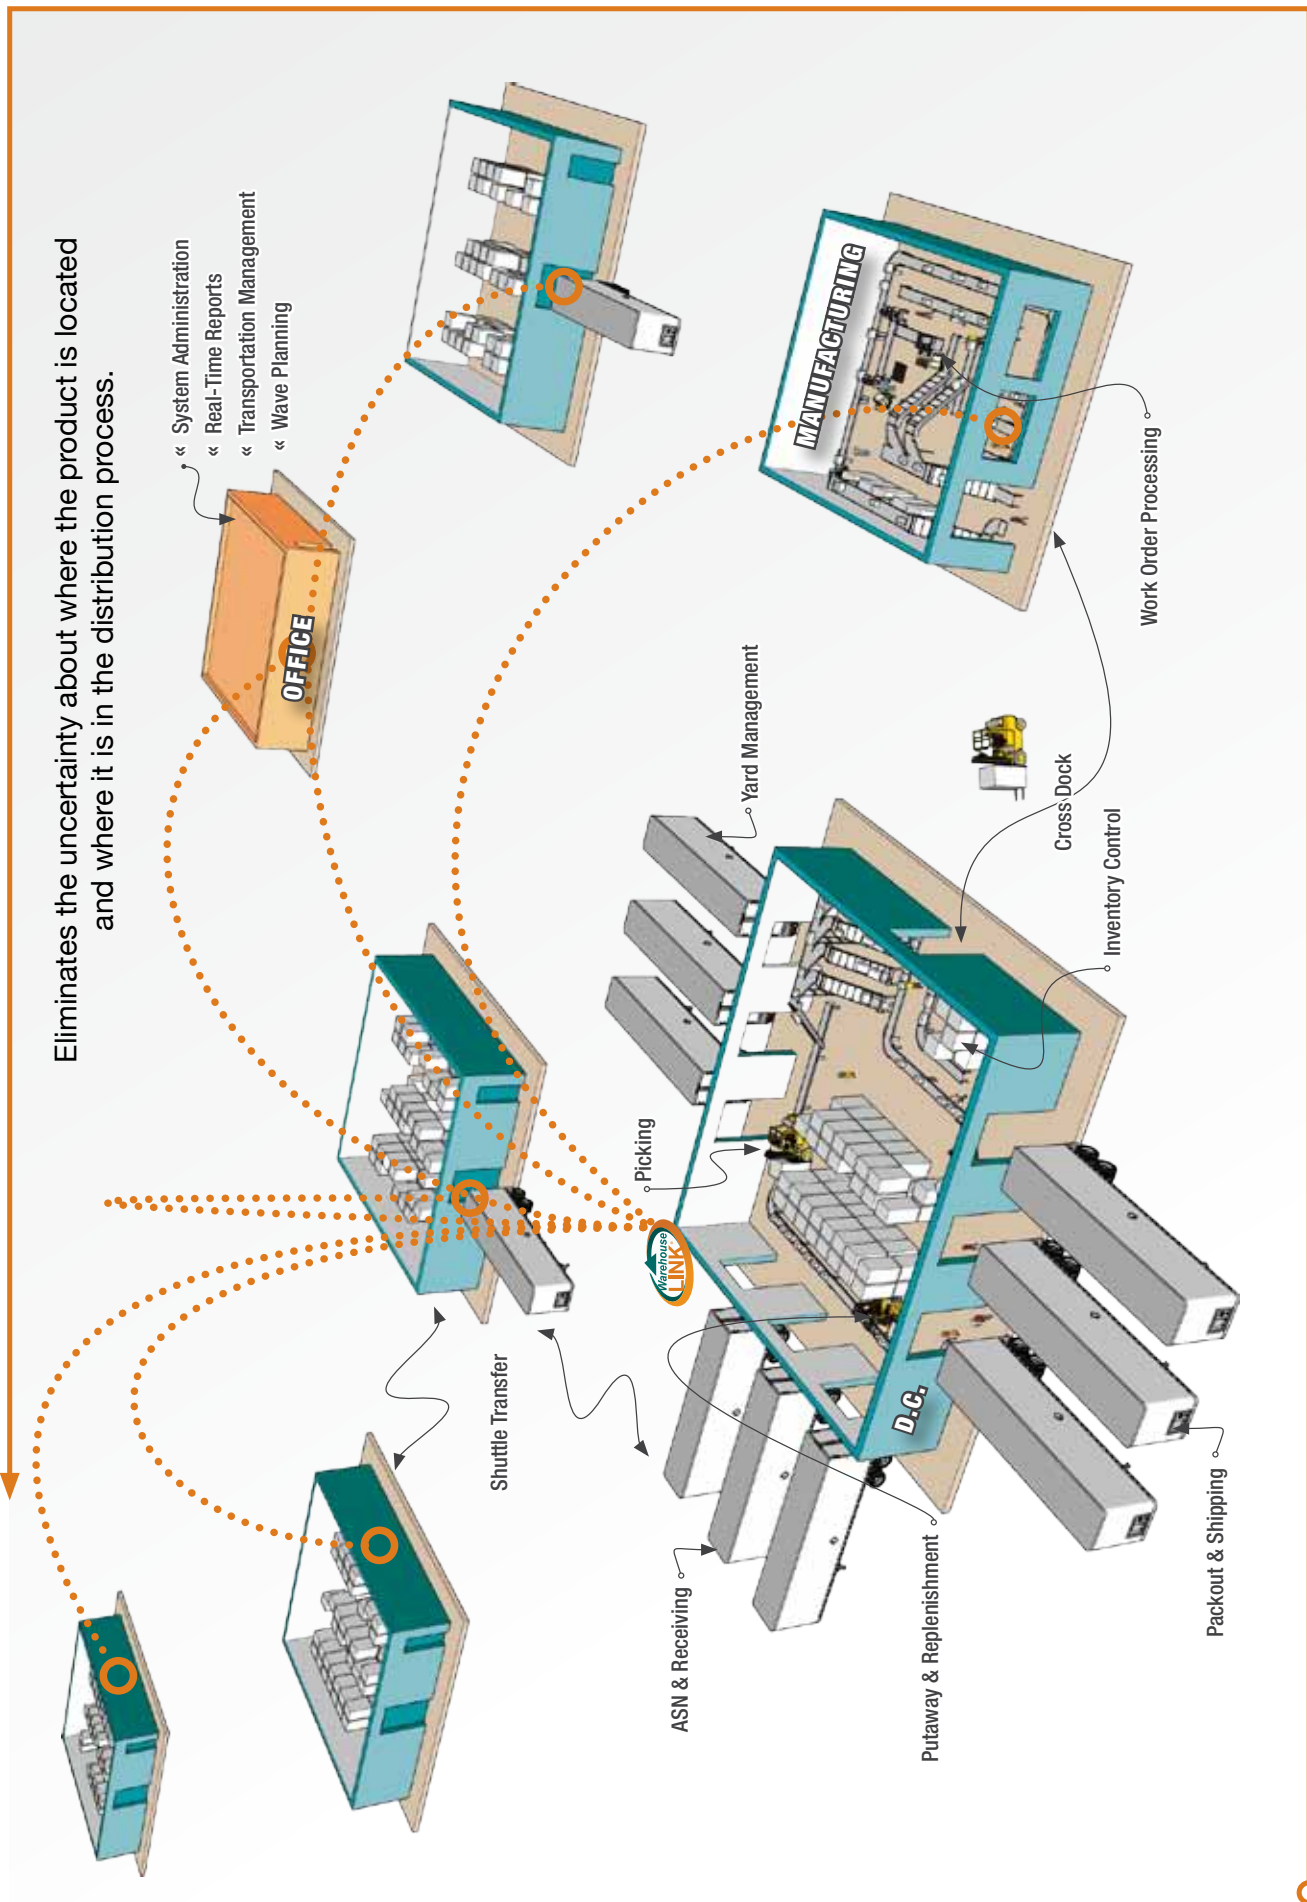 Eliminates the uncertainty about where the product is located
and where it is in the distribution process.
« System Administration
« Real-Time Reports
« Transportation Management
« Wave Planning
OFFICE
MANUFACTURING
Work Order Processing
Yard Management
Cross-Dock
Inventory Control
Picking
Warehouse
LINK
Shuttle Transfer
D.C.
ASN & Receiving
Putaway & Replenishment
Packout & Shipping